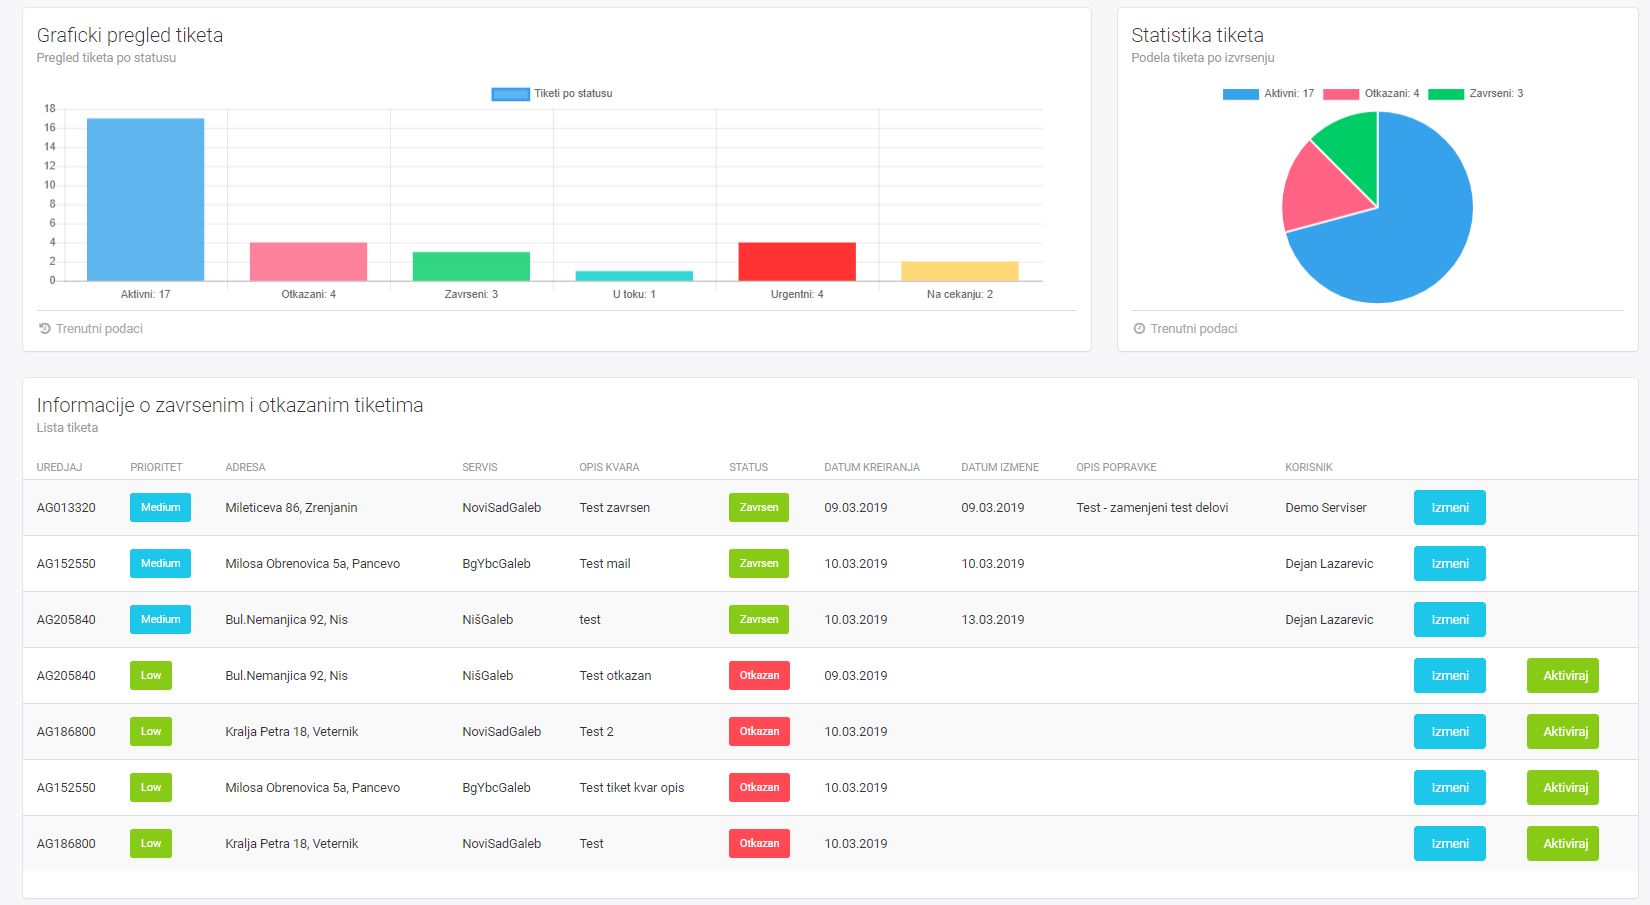 Graficki pregled tiketa
Pregled tiketa po statusu
Tiketi po statusu
18
16
14
12
10
8
6
4
2
0
Aktivni: 17 Otkazani: 4 Zavrseni: 3 U toku: 1 Urgentni: 4 Na cekanju: 2
Trenutni podaci
Statistika tiketa
Podela tiketa po izvrsenju
Aktivni: 17 Otkazani: 4 Zavrseni: 3
Trenutni podaci
Informacije o zavrsenim i otkazanim tiketima
Lista tiketa
UREDJAJ PRIORITET ADRESA SERVIS OPIS KVARA STATUS DATUM KREIRANJA DATUM IZMENE OPIS POPRAVKE KORISNIK
AG013320 Medium Mileticeva 86, Zrenjanin NoviSadGaleb Test zavrsen Zavrsen 09.03.2019 09.03.2019 Test - zamenjeni test delovi Demo Serviser Izmeni
AG152550 Medium Milosa Obrenovica 5a, Pancevo BgYbcGaleb Test mail Zavrsen 10.03.2019 10.03.2019 Dejan Lazarevic Izmeni
AG205840 Medium Bul.Nemanjica 92, Nis NišGaleb test Zavrsen 10.03.2019 13.03.2019 Dejan Lazarevic Izmeni
AG205840 Low Bul.Nemanjica 92, Nis NišGaleb Test otkazan Otkazan 09.03.2019 Izmeni Aktiviraj
AG186800 Low Kralja Petra 18, Veternik NoviSadGaleb Test 2 Otkazan 10.03.2019 Izmeni Aktiviraj
AG152550 Low Milosa Obrenovica 5a, Pancevo BgYbcGaleb Test tiket kvar opis Otkazan 10.03.2019 Izmeni Aktiviraj
AG186800 Low Kralja Petra 18, Veternik NoviSadGaleb Test Otkazan 10.03.2019 Izmeni Aktiviraj